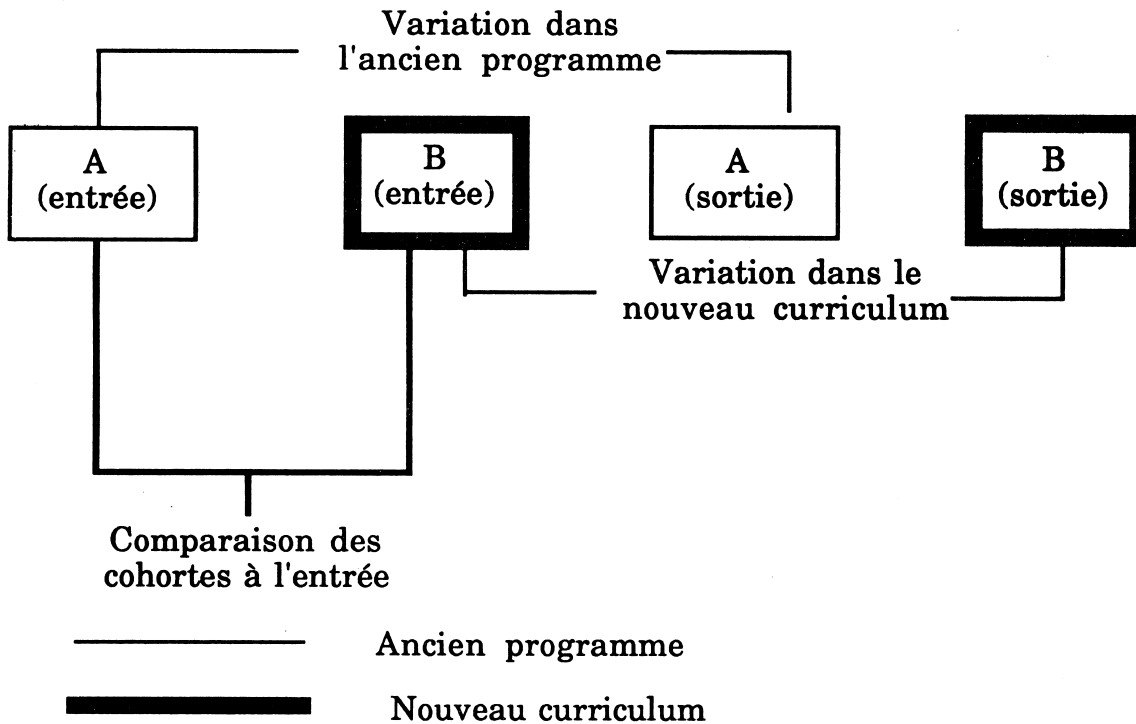 Variation dans
l'ancien programme
A
(entrée)
B
(entrée)
A
(sortie)
B
(sortie)
Variation dans le
nouveau curriculum
Comparaison des
cohortes à l'entrée
Ancien programme
Nouveau curriculum